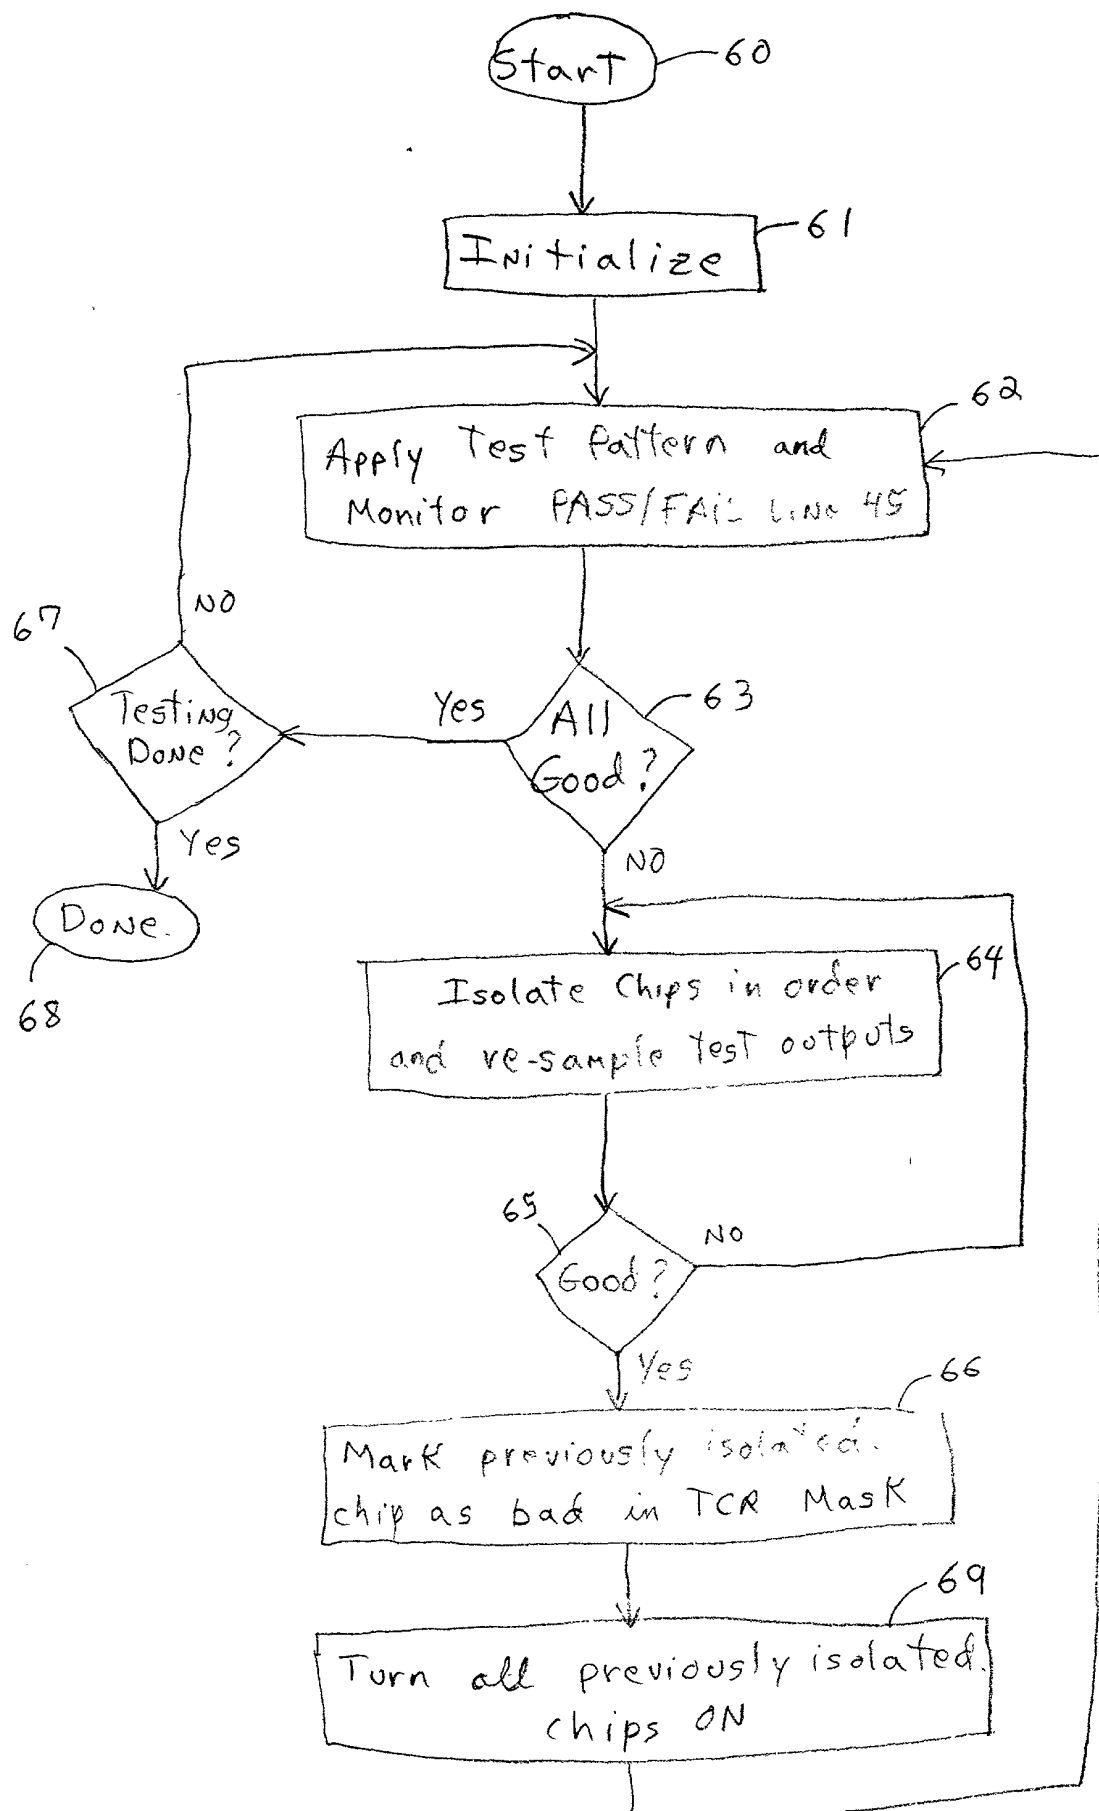 Start
60
Initialize
61
62
Apply Test Pattern and
Monitor PASS/FAIL Line 45
NO
67
Testing
Done?
Yes
All
Good?
63
Yes
NO
Done.
68
64
Isolate Chips in order
and re-sample test outputs
65
Good?
NO
Yes
66
Mark previously isolated.
chip as bad in TCR Mask
69
Turn all previously isolated.
chips ON